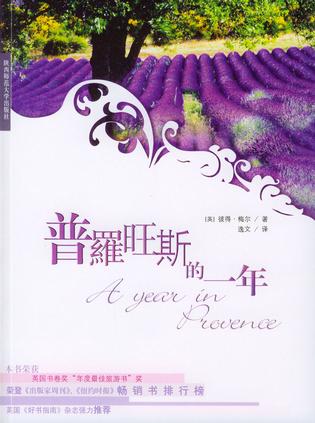 陕西师范大学出版社
[英] 彼得·梅尔 / 著
逸文 / 译
普羅旺斯的一年
A year in
Provence
本书荣获
英国书卷奖“年度最佳旅游书”奖
荣登《出版家周刊》、《纽约时报》畅销书排行榜
英国《好书指南》杂志强力推荐